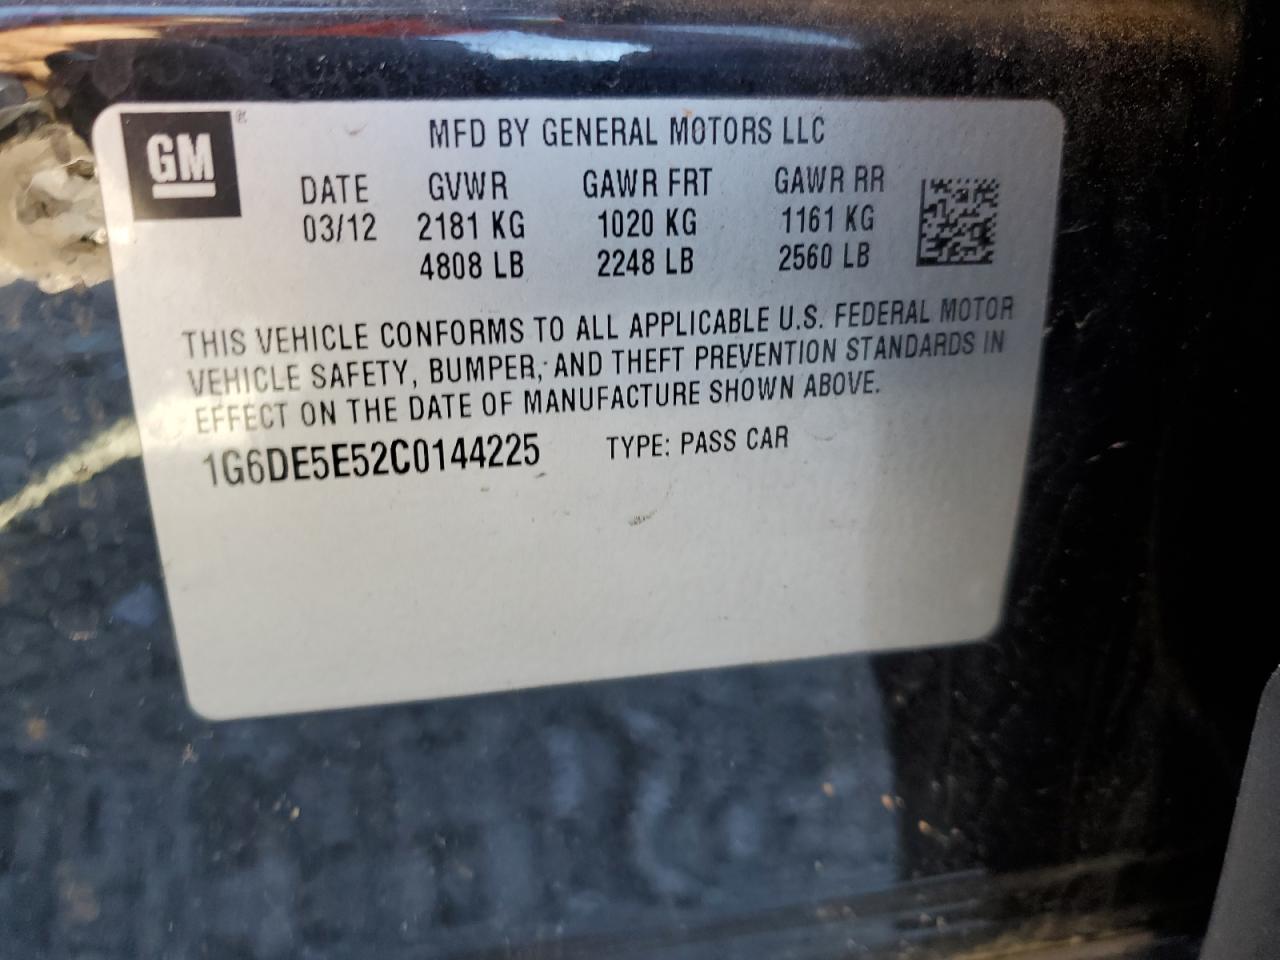 GM
MFD BY GENERAL MOTORS LLC
DATE GVWR GAWR FRT GAWR RR
03/12 2181 KG 1020 KG 1161 KG
4808 LB 2248 LB 2560 LB
THIS VEHICLE CONFORMS TO ALL APPLICABLE U.S. FEDERAL MOTOR
VEHICLE SAFETY, BUMPER, AND THEFT PREVENTION STANDARDS IN
EFFECT ON THE DATE OF MANUFACTURE SHOWN ABOVE.
1G6DE5E52C0144225 TYPE: PASS CAR